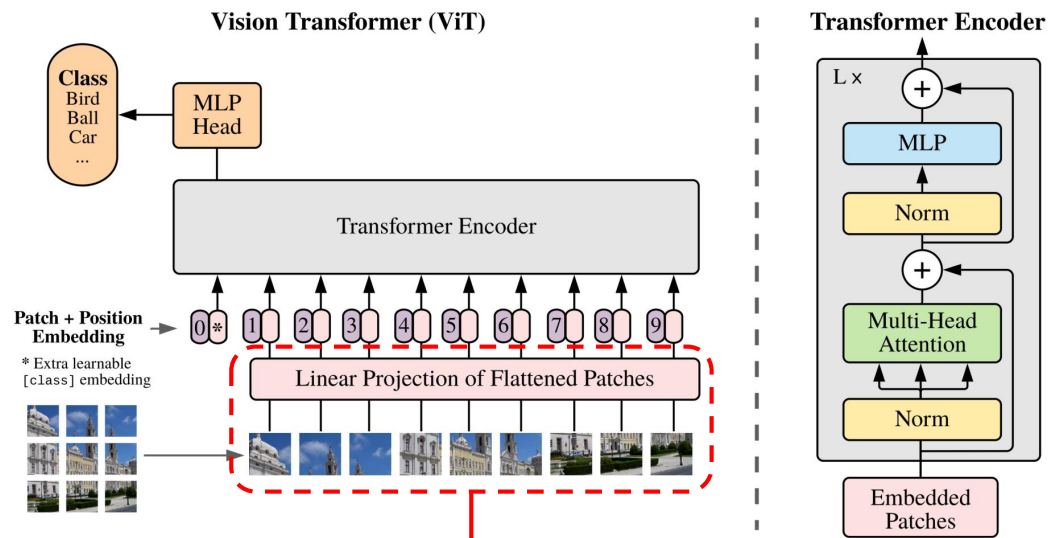 Vision Transformer (ViT)
Class
Bird
Ball
Car
...
MLP
Head
Transformer Encoder
Patch + Position
Embedding
0 * 1 2 3 4 5 6 7 8 9
* Extra learnable
[class] embedding
Linear Projection of Flattened Patches
Transformer Encoder
L ×
+
MLP
Norm
+
Multi-Head
Attention
Norm
Embedded
Patches